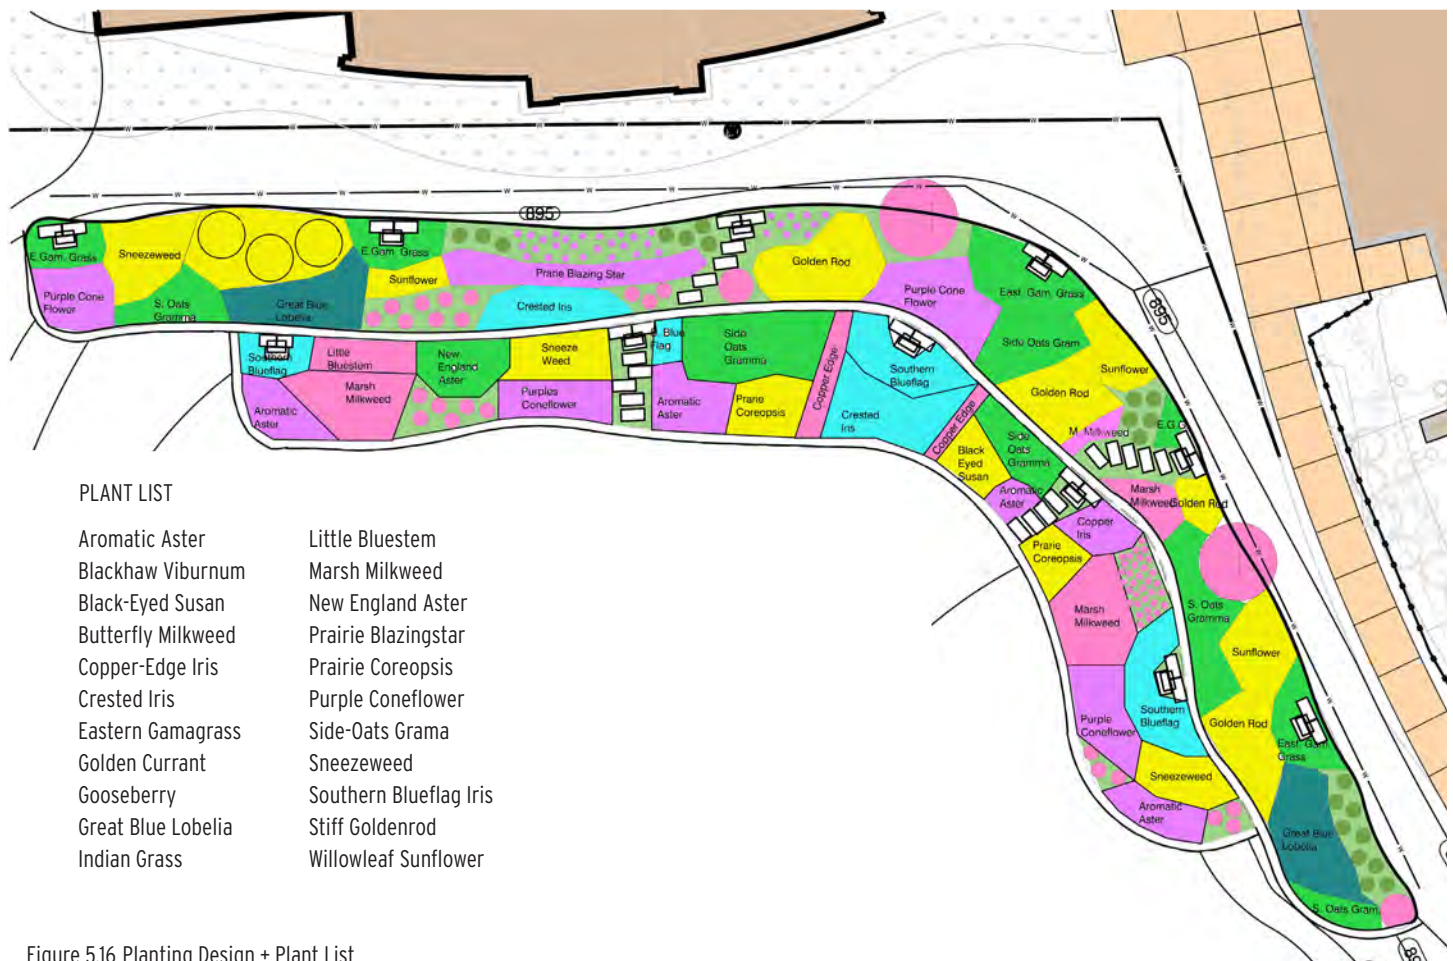 895
E.Gam. Grass
Sneezeweed
E.Gam. Grass
Sunflower
Prarie Blazing Star
Golden Rod
Purple Cone
Flower
S. Oats
Gramma
Great Blue
Lobelia
Crested Iris
Purple Cone
Flower
East. Gam. Grass
895
Side Oats Gram.
Sunflower
Golden Rod
Southern
Blueflag
Little
Bluestem
New
England
Aster
Sneeze
Weed
Blue
Flag
Side
Oats
Gramma
Copper Edge
Southern
Blueflag
Aromatic
Aster
Marsh
Milkweed
Purples
Coneflower
Aromatic
Aster
Prarie
Coreopsis
Crested
Iris
Copper Edge
Black
Eyed
Susan
Side
Oats
Gramma
M. Milkweed
E.G.
Aromatic
Aster
Marsh
Milkweed
Golden Rod
Copper
Iris
Prarie
Coreopsis
Marsh
Milkweed
S. Oats
Gramma
Sunflower
Purple
Coneflower
Southern
Blueflag
Golden Rod
East. Gam.
Grass
Sneezeweed
Aromatic
Aster
Great Blue
Lobelia
S. Oats Gram.
PLANT LIST
Aromatic Aster
Blackhaw Viburnum
Black-Eyed Susan
Butterfly Milkweed
Copper-Edge Iris
Crested Iris
Eastern Gamagrass
Golden Currant
Gooseberry
Great Blue Lobelia
Indian Grass
Little Bluestem
Marsh Milkweed
New England Aster
Prairie Blazingstar
Prairie Coreopsis
Purple Coneflower
Side-Oats Grama
Sneezeweed
Southern Blueflag Iris
Stiff Goldenrod
Willowleaf Sunflower
Figure 5.16 Planting Design + Plant List